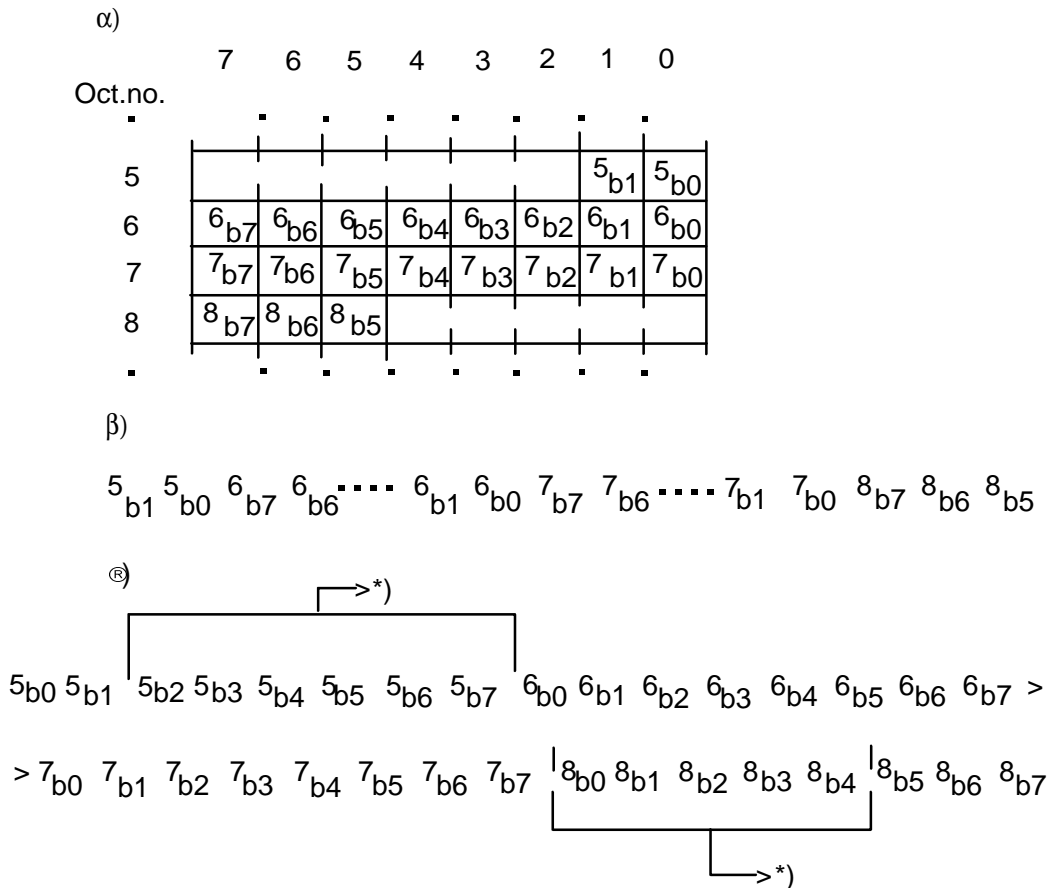 α)
7 6 5 4 3 2 1 0
Oct.no.
5 5b1 5b0
6 6b7 6b6 6b5 6b4 6b3 6b2 6b1 6b0
7 7b7 7b6 7b5 7b4 7b3 7b2 7b1 7b0
8 8b7 8b6 8b5
β)
5b1 5b0 6b7 6b6 .... 6b1 6b0 7b7 7b6 .... 7b1 7b0 8b7 8b6 8b5
®)
>*)
5b0 5b1 5b2 5b3 5b4 5b5 5b6 5b7 6b0 6b1 6b2 6b3 6b4 6b5 6b6 6b7 >
> 7b0 7b1 7b2 7b3 7b4 7b5 7b6 7b7 8b0 8b1 8b2 8b3 8b4 8b5 8b6 8b7
>*)